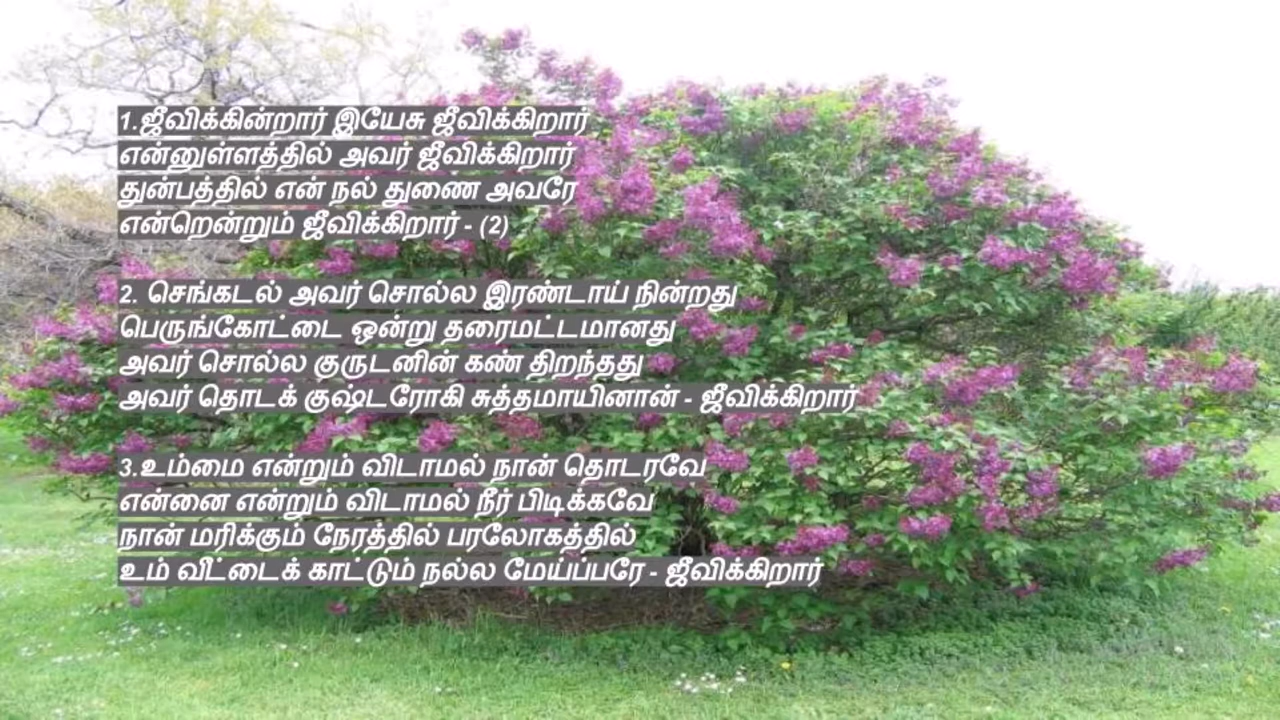 1.ஜீவிக்கின்றார் இயேசு ஜீவிக்கிறார்
என்னுள்ளத்தில் அவர் ஜீவிக்கிறார்
துன்பத்தில் என் நல் துணை அவரே
என்றென்றும் ஜீவிக்கிறார் - (2)
2. செங்கடல் அவர் சொல்ல இரண்டாய் நின்றது
பெருங்கோட்டை ஒன்று தரைமட்டமானது
அவர் சொல்ல குருடனின் கண் திறந்தது
அவர் தொடக் குஷ்டரோகி சுத்தமாயினான் - ஜீவிக்கிறார்
3.உம்மை என்றும் விடாமல் நான் தொடரவே
என்னை என்றும் விடாமல் நீர் பிடிக்கவே
நான் மரிக்கும் நேரத்தில் பரலோகத்தில்
உம் வீட்டைக் காட்டும் நல்ல மேய்ப்பரே - ஜீவிக்கிறார்